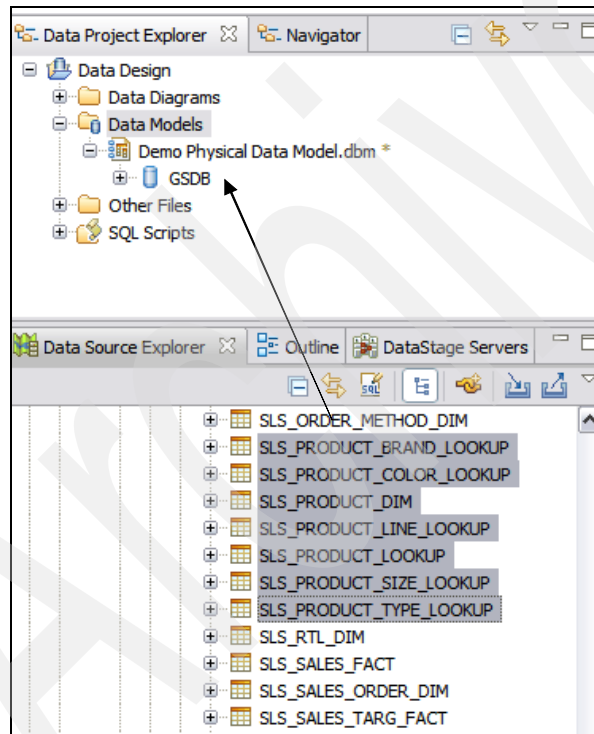 Data Project Explorer Navigator
Data Design
Data Diagrams
Data Models
Demo Physical Data Model.dbm *
GSDB
Other Files
SQL Scripts
Data Source Explorer Outline DataStage Servers
SQL
SLS_ORDER_METHOD_DIM
SLS_PRODUCT_BRAND_LOOKUP
SLS_PRODUCT_COLOR_LOOKUP
SLS_PRODUCT_DIM
SLS_PRODUCT_LINE_LOOKUP
SLS_PRODUCT_LOOKUP
SLS_PRODUCT_SIZE_LOOKUP
SLS_PRODUCT_TYPE_LOOKUP
SLS_RTL_DIM
SLS_SALES_FACT
SLS_SALES_ORDER_DIM
SLS_SALES_TARG_FACT